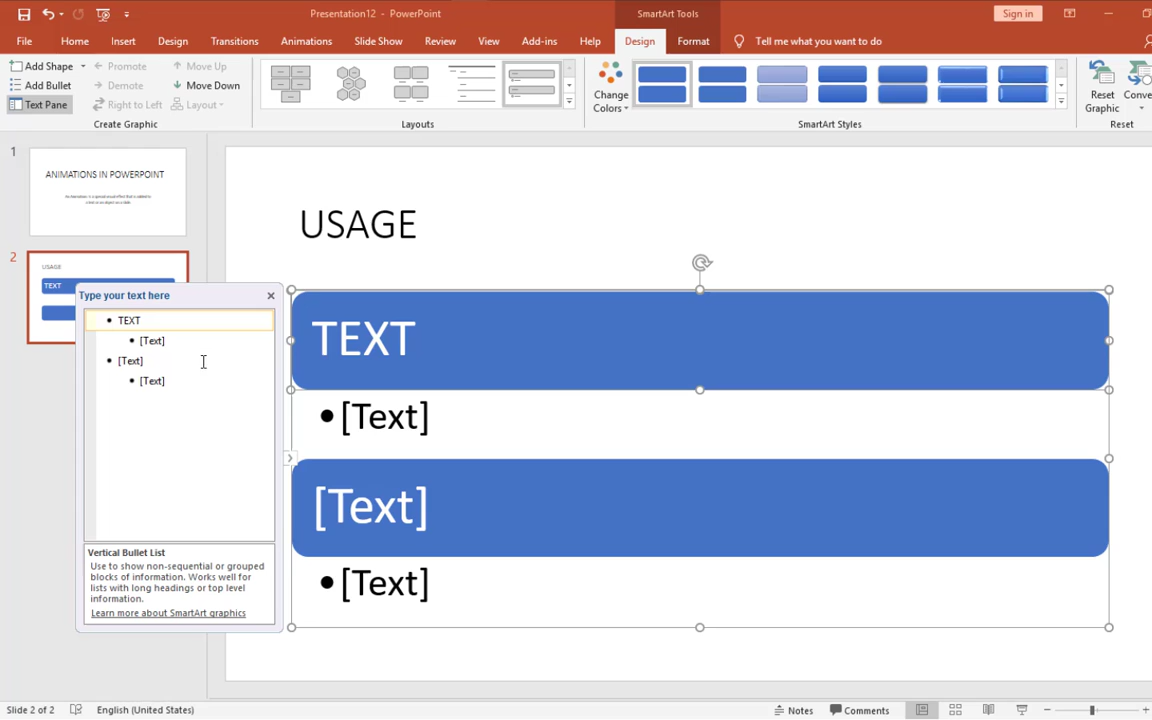 Presentation12 - PowerPoint
SmartArt Tools
Sign in
File Home Insert Design Transitions Animations Slide Show Review View Add-ins Help Design Format Tell me what you want to do
Add Shape Promote Move Up
Add Bullet Demote Move Down
Text Pane Right to Left Layout
Create Graphic
Layouts
Change Colors
SmartArt Styles
Reset Graphic
Reset
1
ANIMATIONS IN POWERPOINT
2
USAGE
TEXT
Type your text here
• TEXT
• [Text]
• [Text]
• [Text]
Vertical Bullet List
Use to show non-sequential or grouped
blocks of information. Works well for
lists with long headings or top level
information.
Learn more about SmartArt graphics
USAGE
TEXT
•[Text]
[Text]
•[Text]
Slide 2 of 2 English (United States) Notes Comments